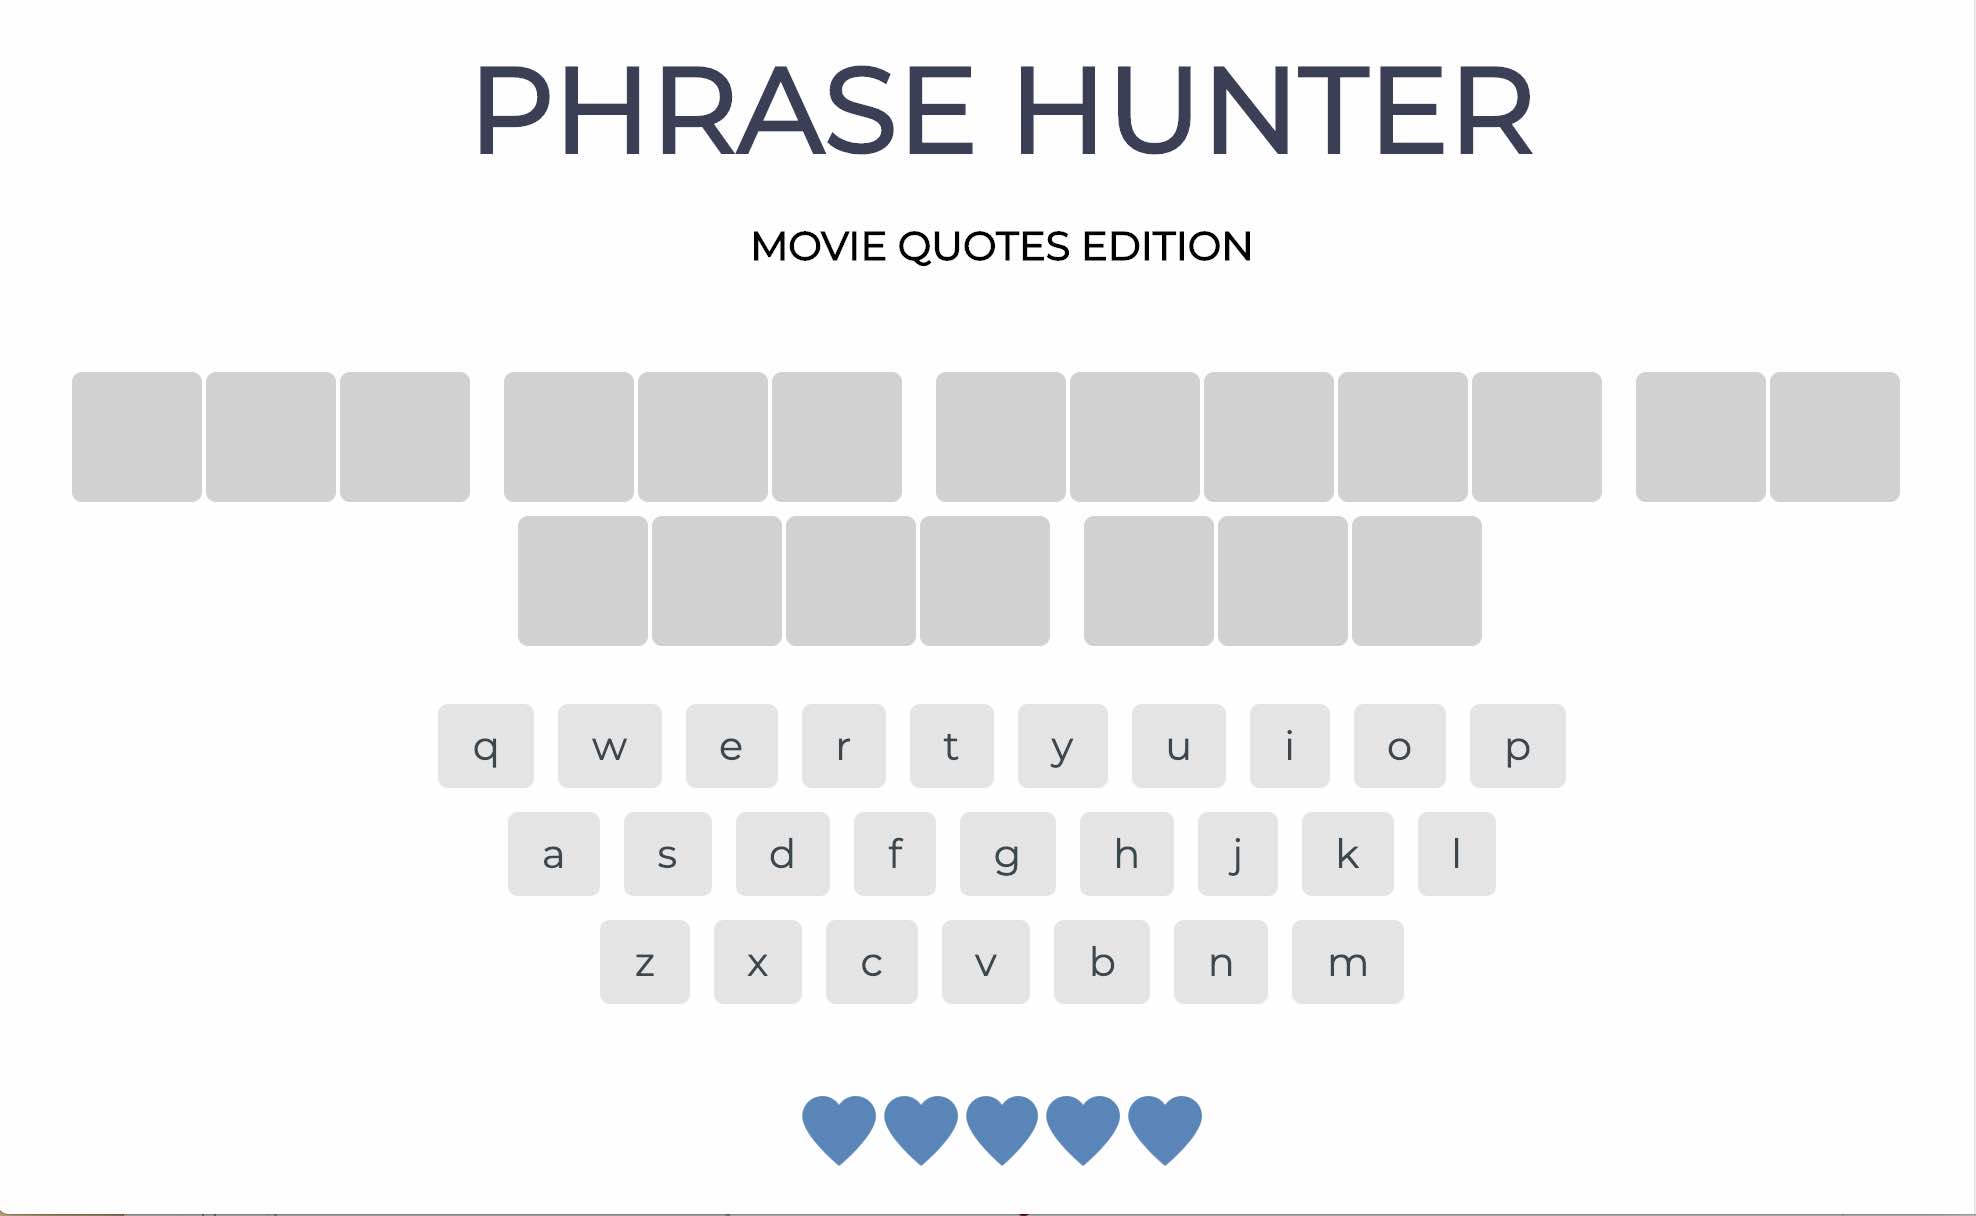 PHRASE HUNTER
MOVIE QUOTES EDITION
q w e r t y u i o p
a s d f g h j k l
z x c v b n m